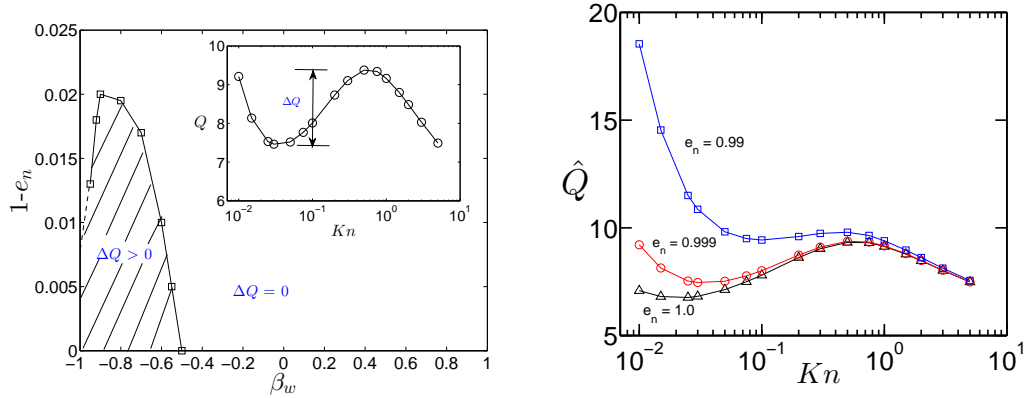 0.025
0.02
0.015
0.01
0.005
0
1-e_n
-1 −0.8 −0.6 −0.4 −0.2 0 0.2 0.4 0.6 0.8 1
β_w
ΔQ > 0
ΔQ = 0
10
9
8
7
6
Q
ΔQ
10^−2 10^−1 10^0 10^1
Kn
20
15
10
5
Q̂
e_n = 0.99
e_n = 0.999
e_n = 1.0
10^−2 10^−1 10^0 10^1
Kn